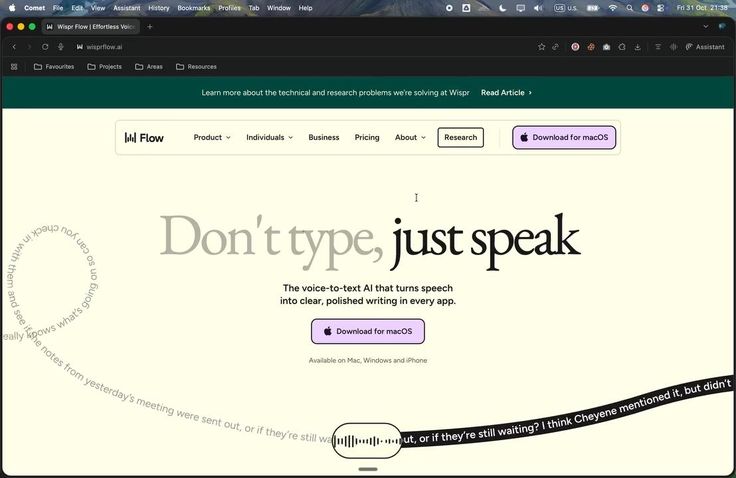 Comet File Edit View Assistant History Bookmarks Profiles Tab Window Help
U.S. Fri 31 Oct 21:38
Wispr Flow | Effortless Voice
wisprflow.ai
Assistant
Favourites Projects Areas Resources
Learn more about the technical and research problems we're solving at Wispr Read Article
Flow Product Individuals Business Pricing About Research Download for macOS
Don't type, just speak
The voice-to-text AI that turns speech
into clear, polished writing in every app.
Download for macOS
Available on Mac, Windows and iPhone
eally knows what's going on so can you check in with them and see if the notes from yesterday's meeting were sent out, or if they're still wa
out, or if they're still waiting? I think Cheyene mentioned it, but didn't